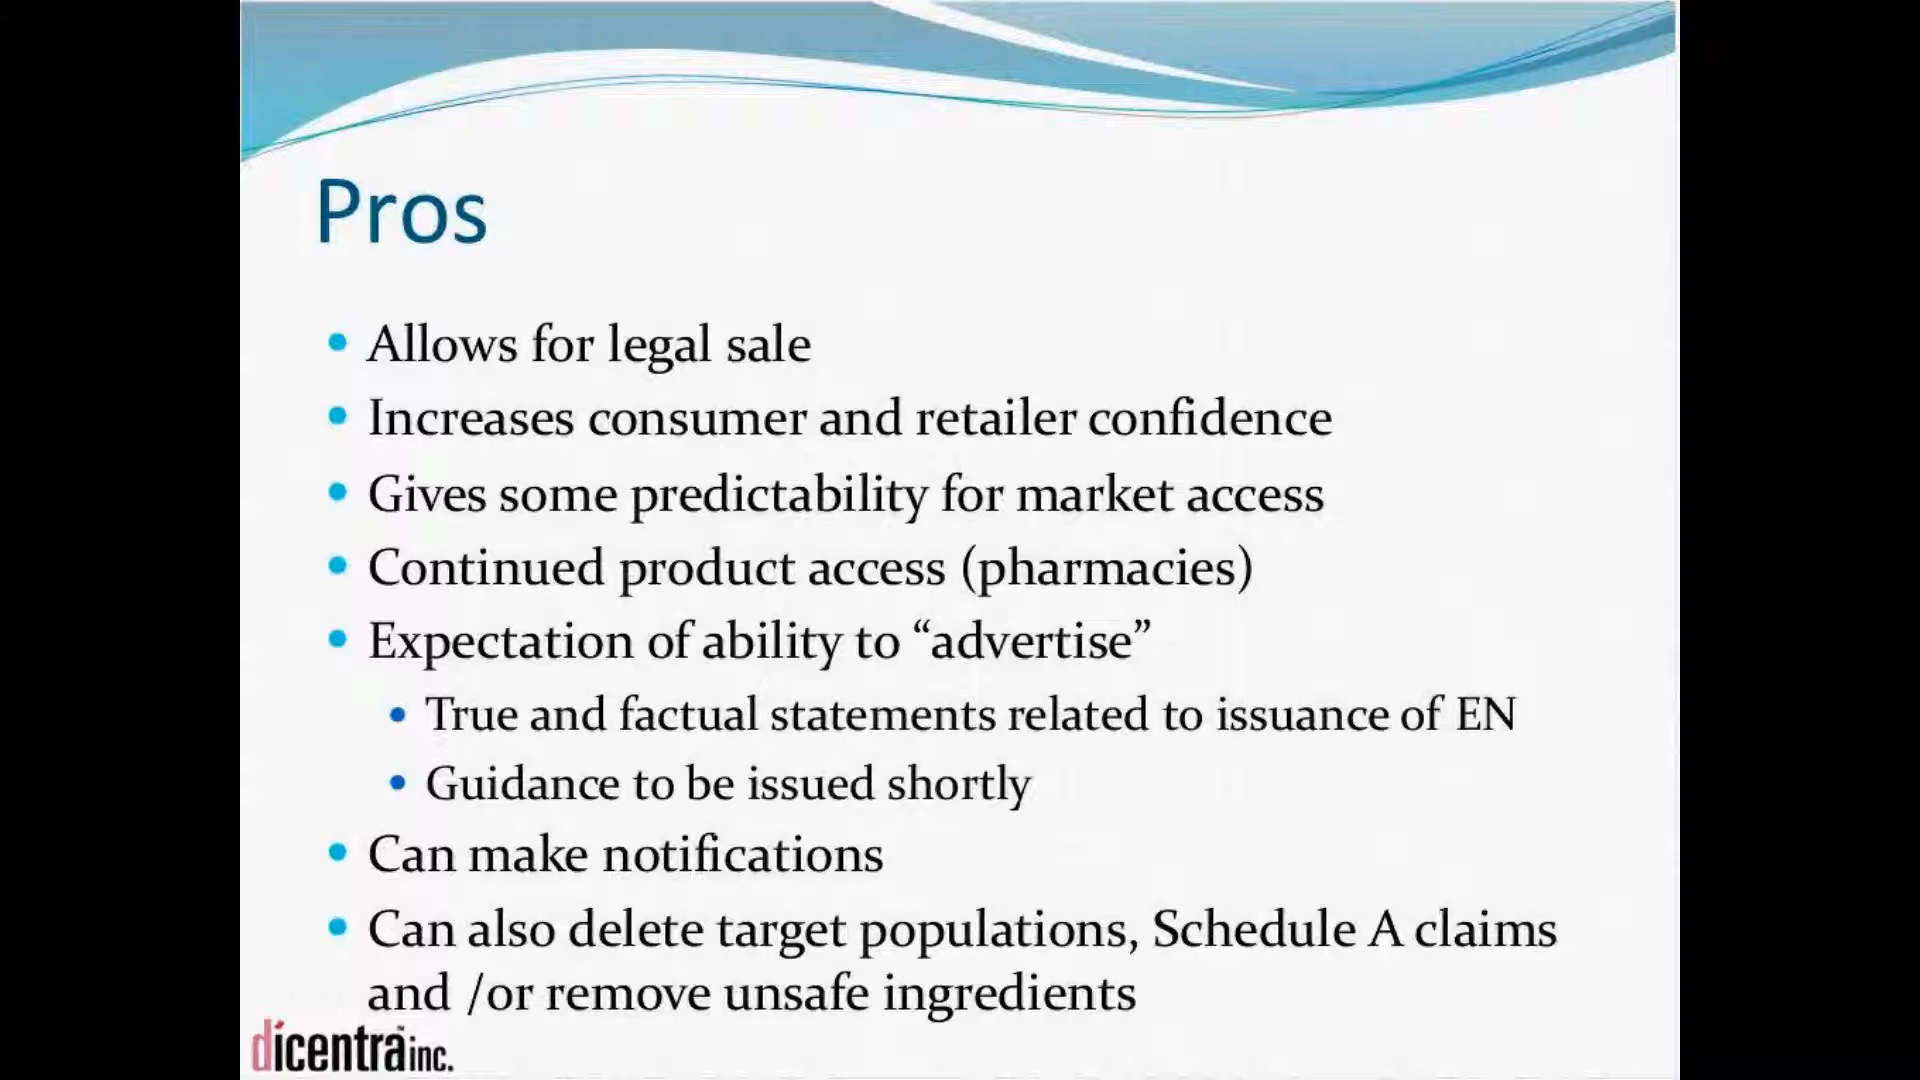 Pros
• Allows for legal sale
• Increases consumer and retailer confidence
• Gives some predictability for market access
• Continued product access (pharmacies)
• Expectation of ability to “advertise”
• True and factual statements related to issuance of EN
• Guidance to be issued shortly
• Can make notifications
• Can also delete target populations, Schedule A claims
and /or remove unsafe ingredients
dicentra inc.